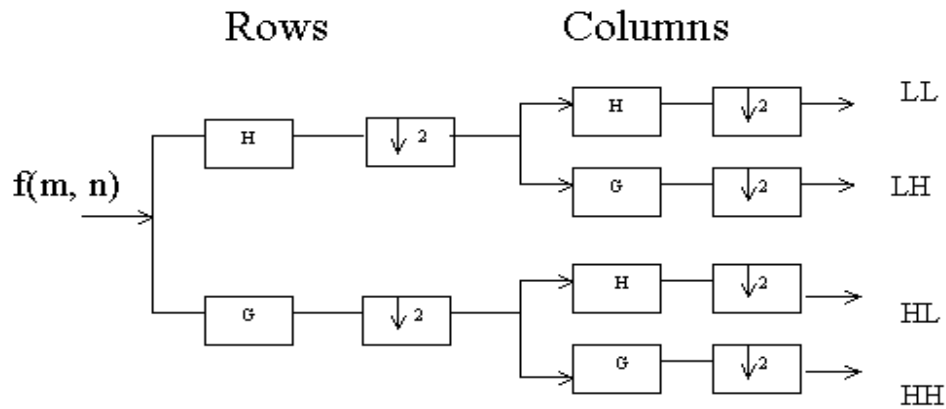 Rows Columns
H ↓ 2 H ↓2 LL
G ↓2 LH
f(m, n)
G ↓ 2 H ↓2 HL
G ↓2 HH